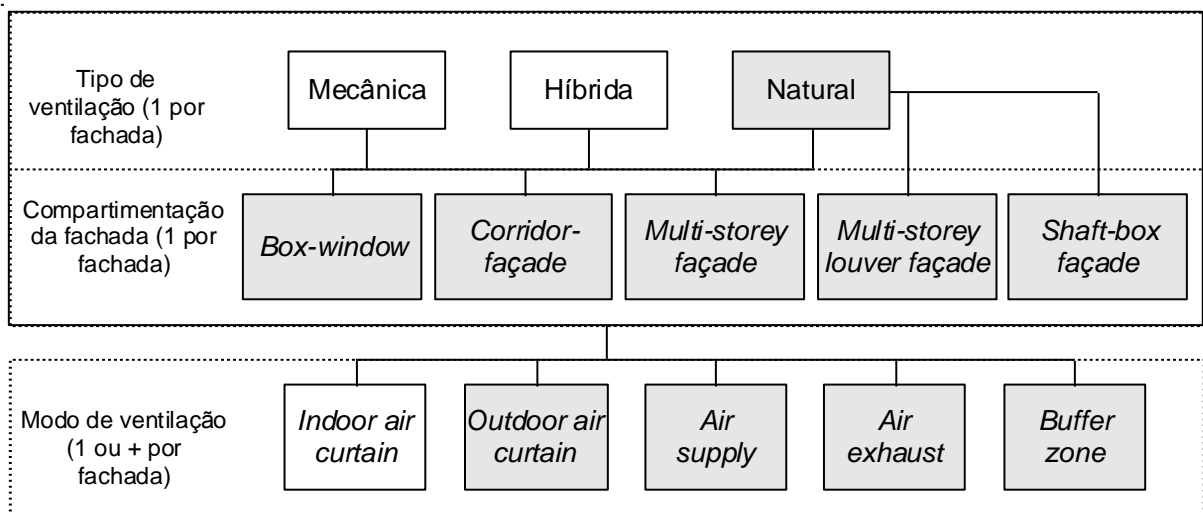 Tipo de
ventilação (1 por
fachada)
Mecânica
Híbrida
Natural
Compartimentação
da fachada (1 por
fachada)
Box-window
Corridor-
façade
Multi-storey
façade
Multi-storey
louver façade
Shaft-box
façade
Modo de ventilação
(1 ou + por
fachada)
Indoor air
curtain
Outdoor air
curtain
Air
supply
Air
exhaust
Buffer
zone